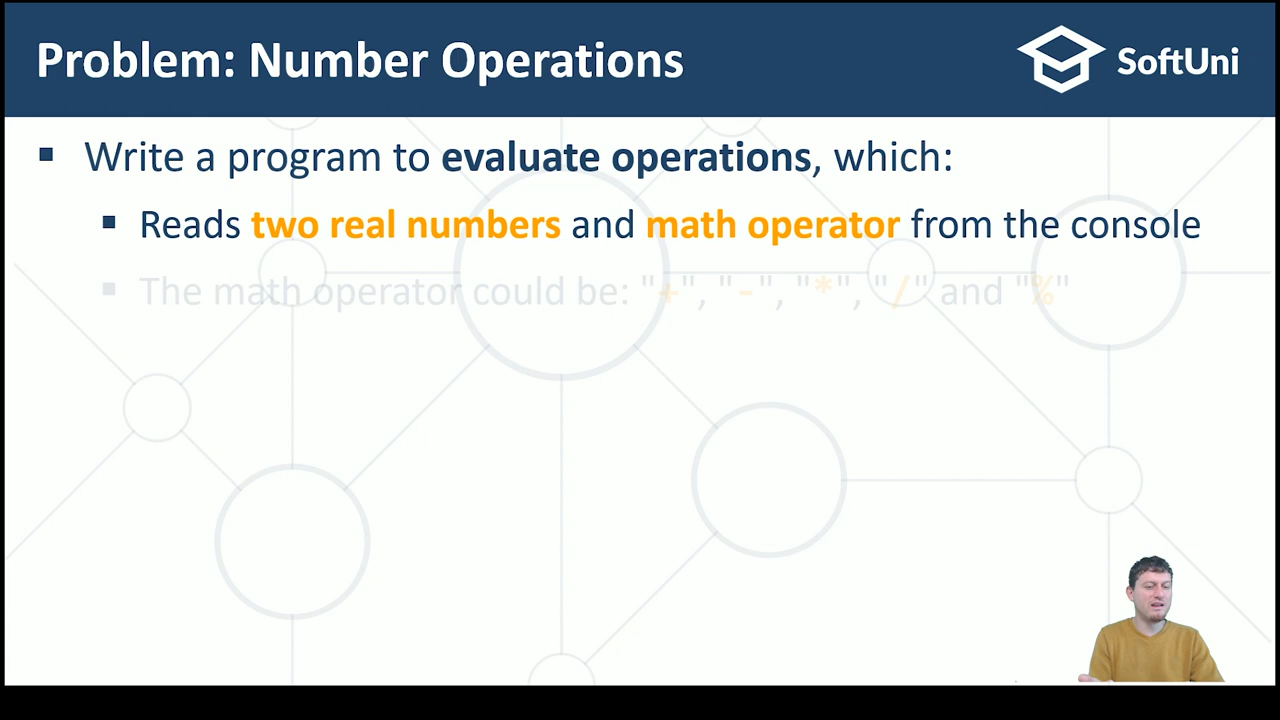 Problem: Number Operations
SoftUni
Write a program to evaluate operations, which:
Reads two real numbers and math operator from the console
The math operator could be: "+", "-", "*", "/" and "%"